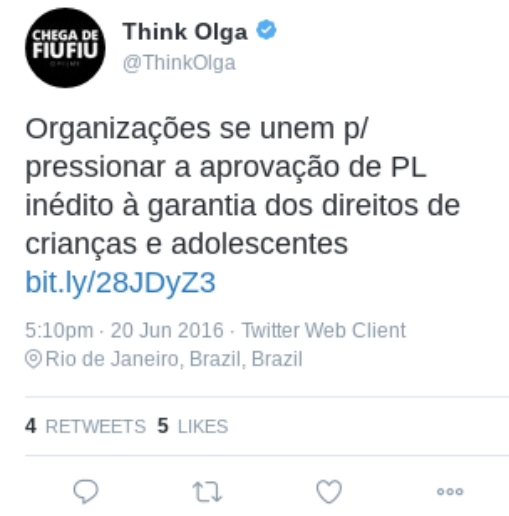 CHEGA DE
FIU FIU
Think Olga
@ThinkOlga
Organizações se unem p/
pressionar a aprovação de PL
inédito à garantia dos direitos de
crianças e adolescentes
bit.ly/28JDyZ3
5:10pm · 20 Jun 2016 · Twitter Web Client
Rio de Janeiro, Brazil, Brazil
4 RETWEETS 5 LIKES